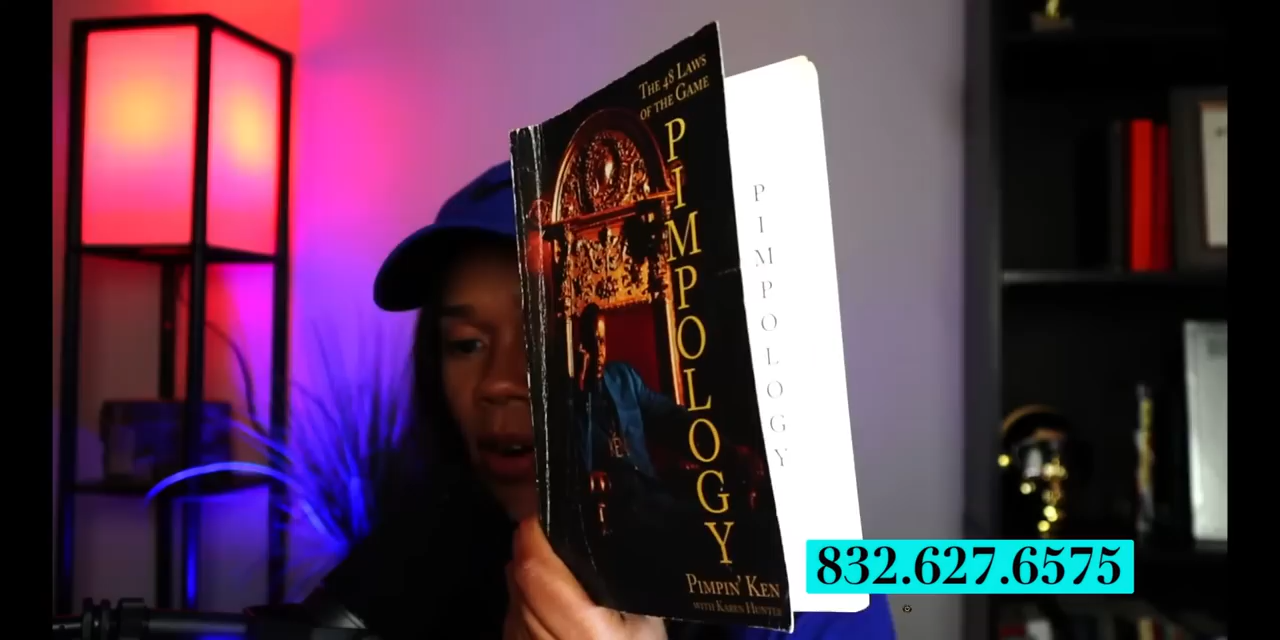 THE 48 LAWS
OF THE GAME
PIMPOLOGY
PIMPIN' KEN
WITH KAREN HUNTER
PIMPOLOGY
832.627.6575